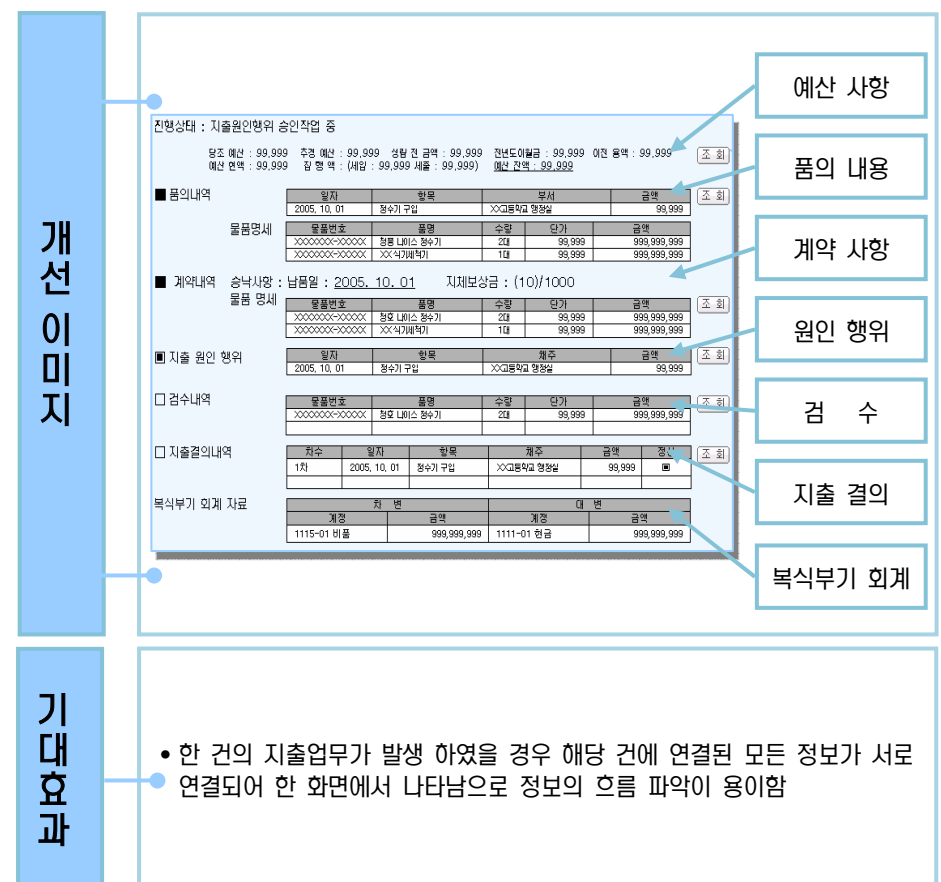 개선 이미지
진행상태 : 지출원인행위 승인작업 중
당조 예산 : 99,999 추경 예산 : 99,999 성립 전 금액 : 99,999 전년도이월금 : 99,999 이전 용액 : 99,999 조 회
예산 현액 : 99,999 집 행 액 : (세입 : 99,999 세출 : 99,999) 예산 잔액 : 99,999
■ 품의내역 일자 항목 부서 금액 조 회
2005, 10, 01 정수기 구입 XX고등학교 행정실 99,999
물품명세 물품번호 품명 수량 단가 금액
XXXXXXX-XXXXX 청풍 나이스 정수기 2대 99,999 999,999,999
XXXXXXX-XXXXX XX식기세척기 1대 99,999 999,999,999
■ 계약내역 승낙사항 : 납품일 : 2005. 10. 01 지체보상금 : (10)/1000
물품 명세 물품번호 품명 수량 단가 금액 조 회
XXXXXXX-XXXXX 청호 나이스 정수기 2대 99,999 999,999,999
XXXXXXX-XXXXX XX식기세척기 1대 99,999 999,999,999
▣ 지출 원인 행위 일자 항목 채주 금액 조 회
2005, 10, 01 정수기 구입 XX고등학교 행정실 99,999
□ 검수내역 물품번호 품명 수량 단가 금액 조 회
XXXXXXX-XXXXX 청호 나이스 정수기 2대 99,999 999,999,999
□ 지출결의내역 차수 일자 항목 채주 금액 정산 조 회
1차 2005, 10, 01 정수기 구입 XX고등학교 행정실 99,999 ▣
복식부기 회계 자료 차 변 대 변
계정 금액 계정 금액
1115-01 비품 999,999,999 1111-01 현금 999,999,999
예산 사항
품의 내용
계약 사항
원인 행위
검 수
지출 결의
복식부기 회계
기대효과
• 한 건의 지출업무가 발생 하였을 경우 해당 건에 연결된 모든 정보가 서로
연결되어 한 화면에서 나타남으로 정보의 흐름 파악이 용이함